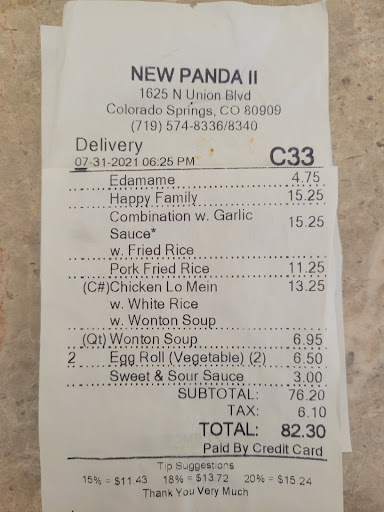 NEW PANDA II
1625 N Union Blvd
Colorado Springs, CO 80909
(719) 574-8336/8340
Delivery
07-31-2021 06:25 PM C33
Edamame 4.75
Happy Family 15.25
Combination w. Garlic 15.25
Sauce*
w. Fried Rice
Pork Fried Rice 11.25
(C#)Chicken Lo Mein 13.25
w. White Rice
w. Wonton Soup
(Qt) Wonton Soup 6.95
2 Egg Roll (Vegetable) (2) 6.50
Sweet & Sour Sauce 3.00
SUBTOTAL: 76.20
TAX: 6.10
TOTAL: 82.30
Paid By Credit Card
Tip Suggestions
15% = $11.43 18% = $13.72 20% = $15.24
Thank You Very Much